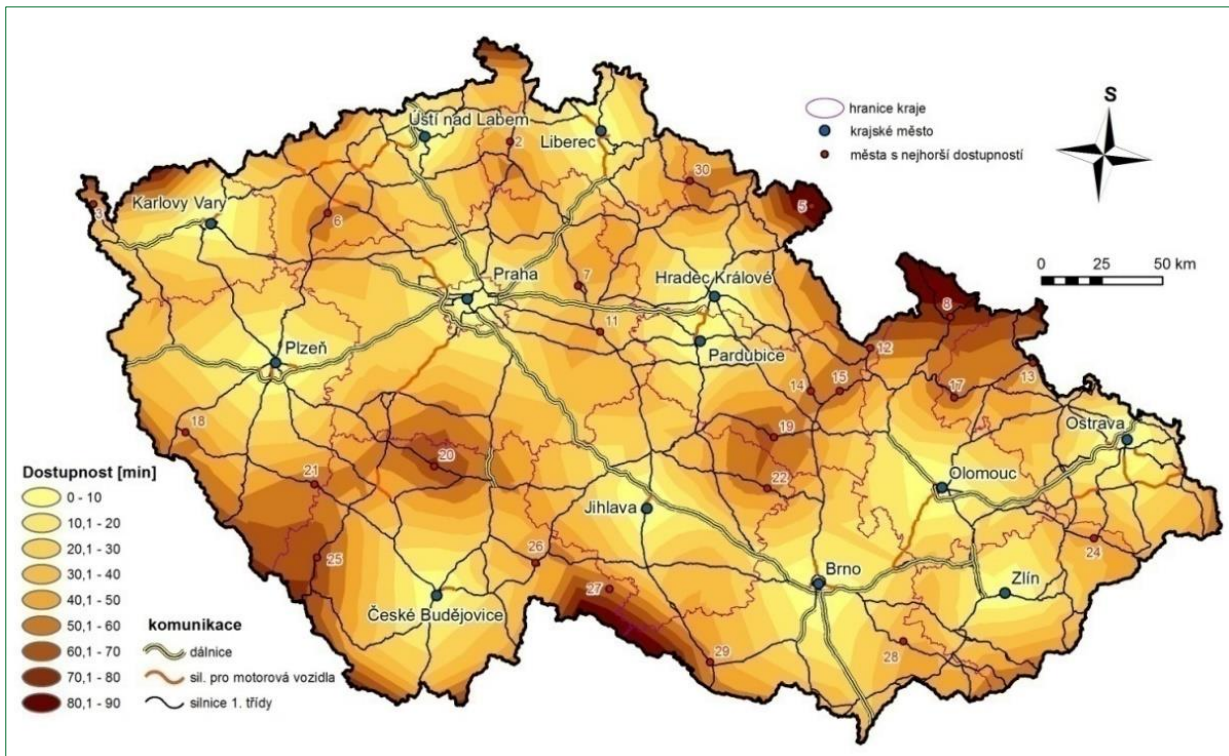 S
hranice kraje
krajské město
města s nejhorší dostupností
0 25 50 km
Ústí nad Labem
Liberec
2
30
5
3
Karlovy Vary
6
Praha
7
Hradec Králové
8
11
Plzeň
Pardubice
12
13
14
15
17
18
19
Ostrava
20
21
22
Olomouc
Jihlava
24
25
26
27
Brno
Zlín
České Budějovice
28
29
Dostupnost [min]
0 - 10
10,1 - 20
20,1 - 30
30,1 - 40
40,1 - 50
50,1 - 60
60,1 - 70
70,1 - 80
80,1 - 90
komunikace
dálnice
sil. pro motorová vozidla
silnice 1. třídy